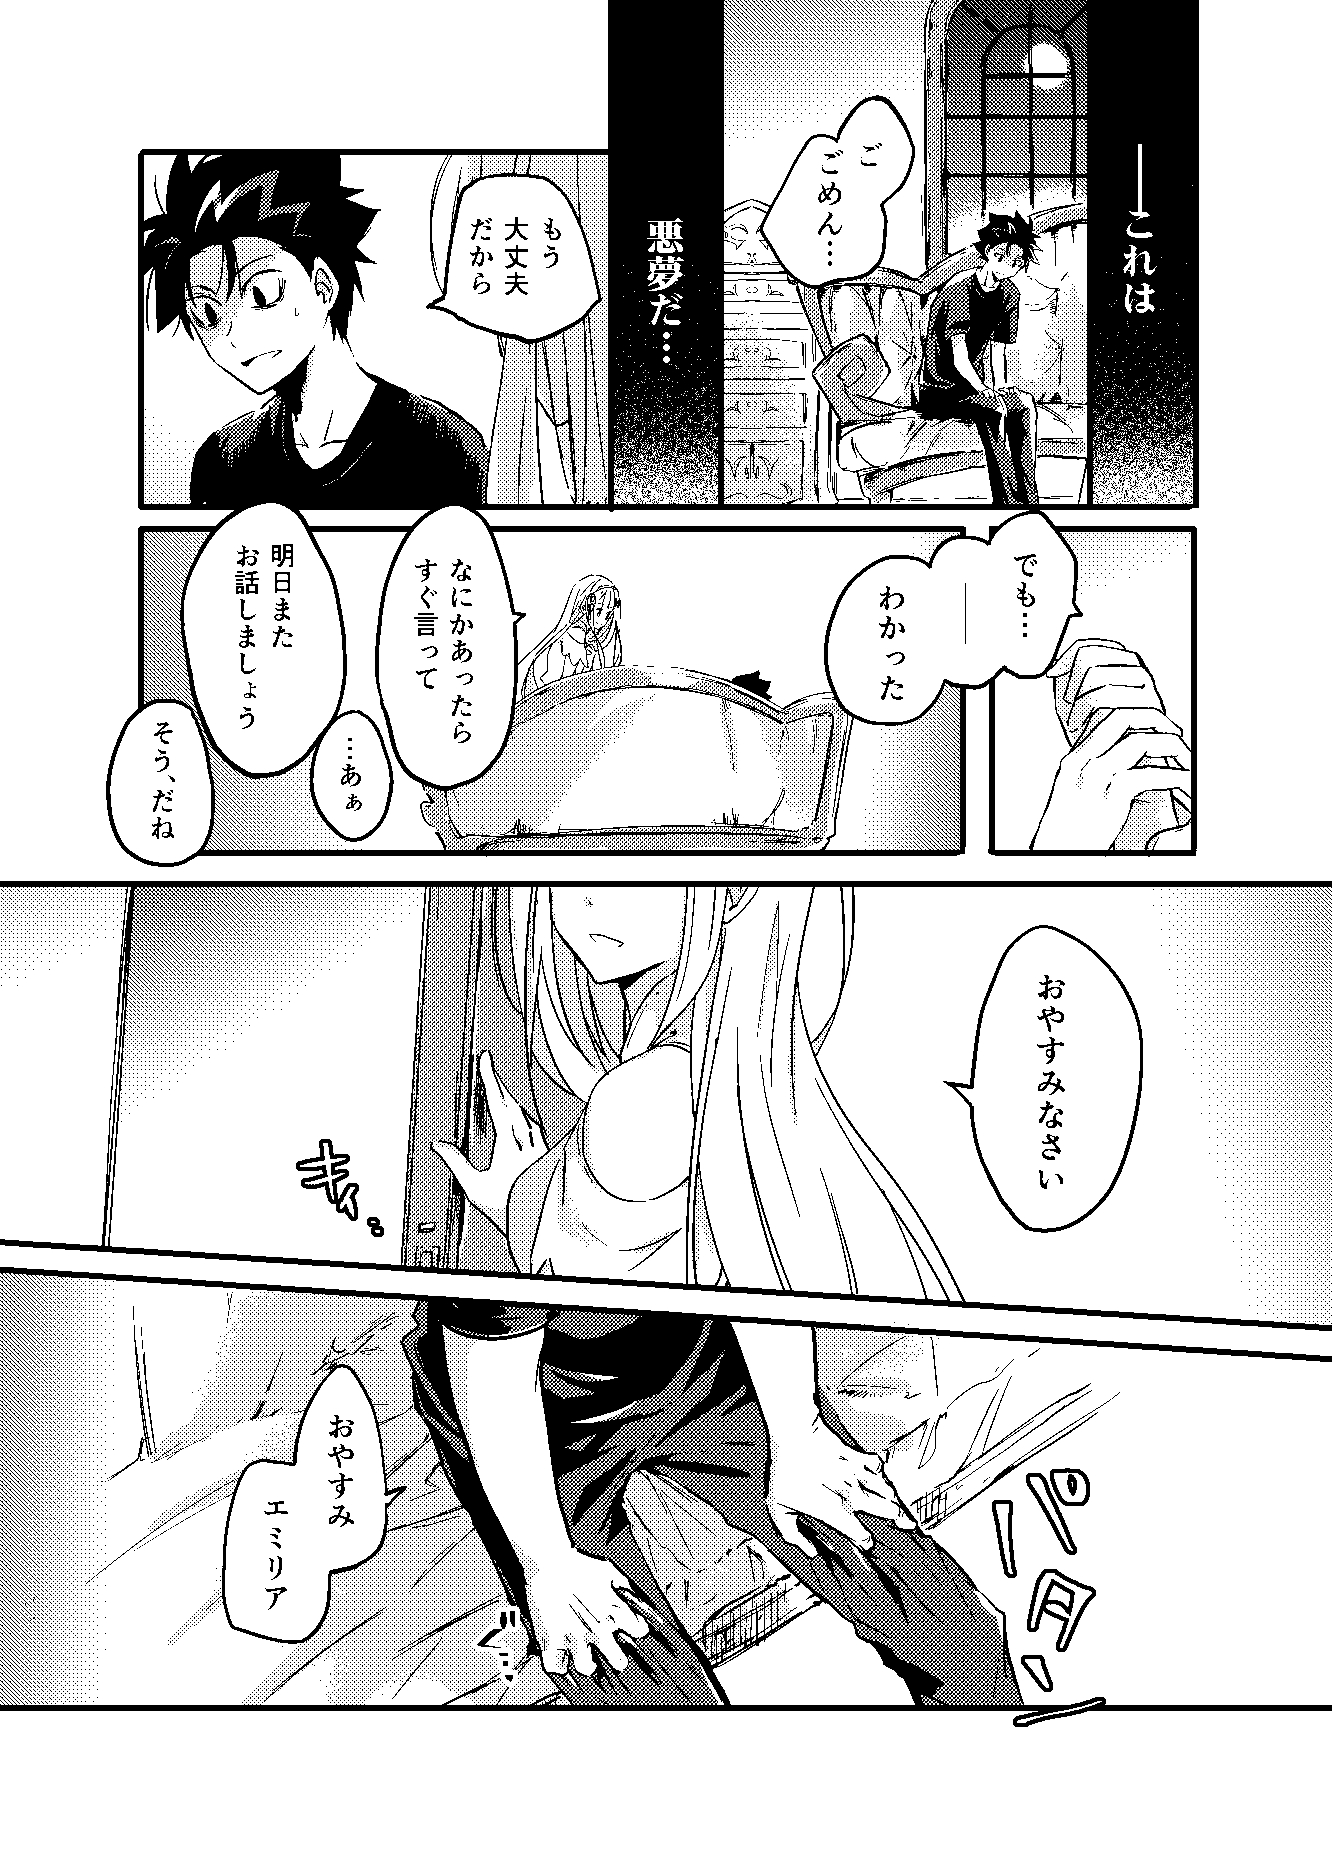 ――これは
ご
ごめん…
悪夢だ…
もう
大丈夫
だから
でも…
わかった
なにかあったら
すぐ言って
明日また
お話しましょう
…あぁ
そう、だね
おやすみなさい
キィ…
パタン
おやすみ
エミリア